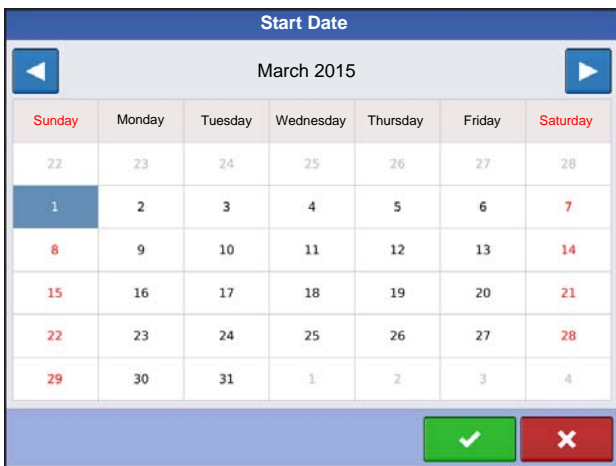 Start Date
March 2015
Sunday Monday Tuesday Wednesday Thursday Friday Saturday
22 23 24 25 26 27 28
1 2 3 4 5 6 7
8 9 10 11 12 13 14
15 16 17 18 19 20 21
22 23 24 25 26 27 28
29 30 31 1 2 3 4